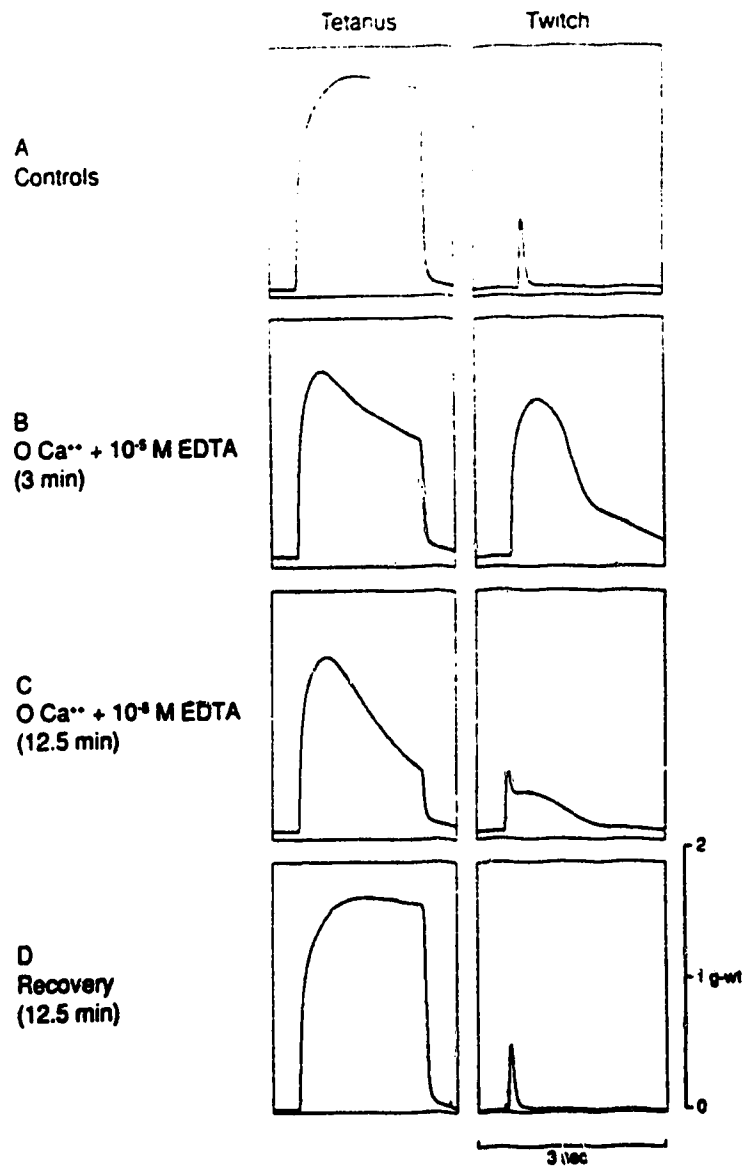 Tetanus Twitch
A
Controls
B
O Ca⁺⁺ + 10⁻⁵ M EDTA
(3 min)
C
O Ca⁺⁺ + 10⁻⁵ M EDTA
(12.5 min)
D
Recovery
(12.5 min)
2
1 g-wt
0
3 sec